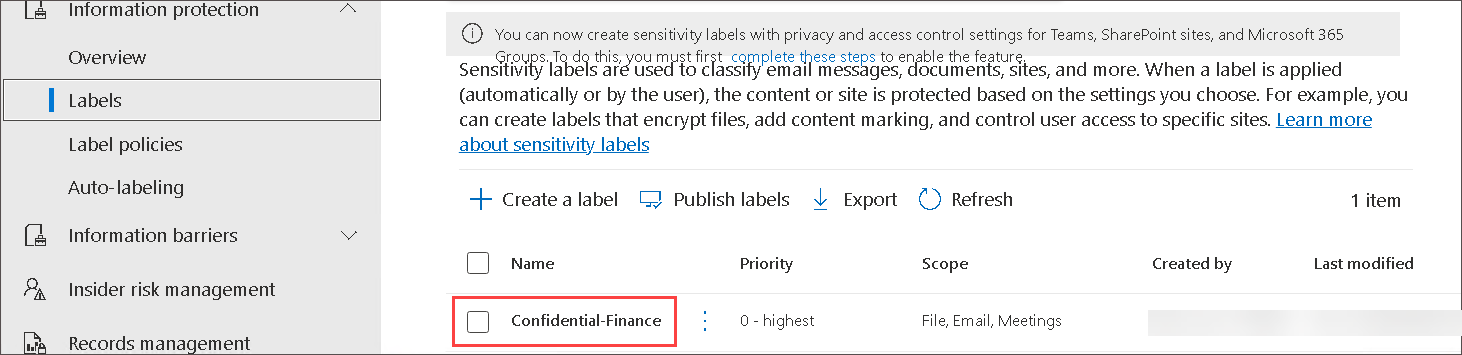 Information protection
Overview
Labels
Label policies
Auto-labeling
Information barriers
Insider risk management
Records management
You can now create sensitivity labels with privacy and access control settings for Teams, SharePoint sites, and Microsoft 365
Groups. To do this, you must first complete these steps to enable the feature.
Sensitivity labels are used to classify email messages, documents, sites, and more. When a label is applied
(automatically or by the user), the content or site is protected based on the settings you choose. For example, you
can create labels that encrypt files, add content marking, and control user access to specific sites. Learn more
about sensitivity labels
Create a label Publish labels Export Refresh 1 item
Name Priority Scope Created by Last modified
Confidential-Finance 0 - highest File, Email, Meetings